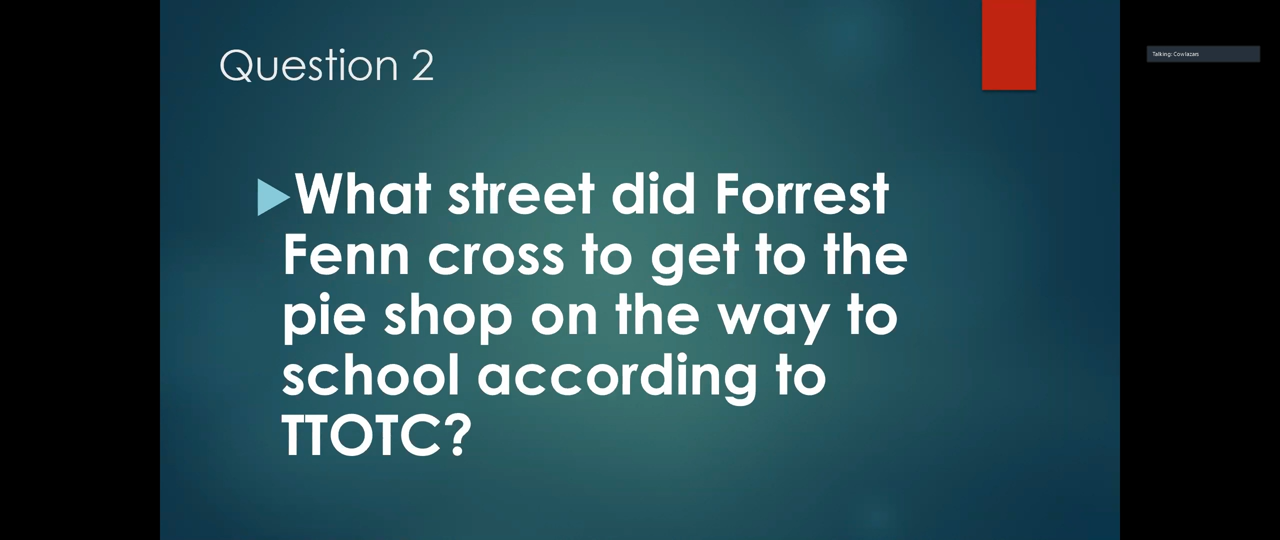 Question 2
Talking: Cowlazars
What street did Forrest
Fenn cross to get to the
pie shop on the way to
school according to
TTOTC?